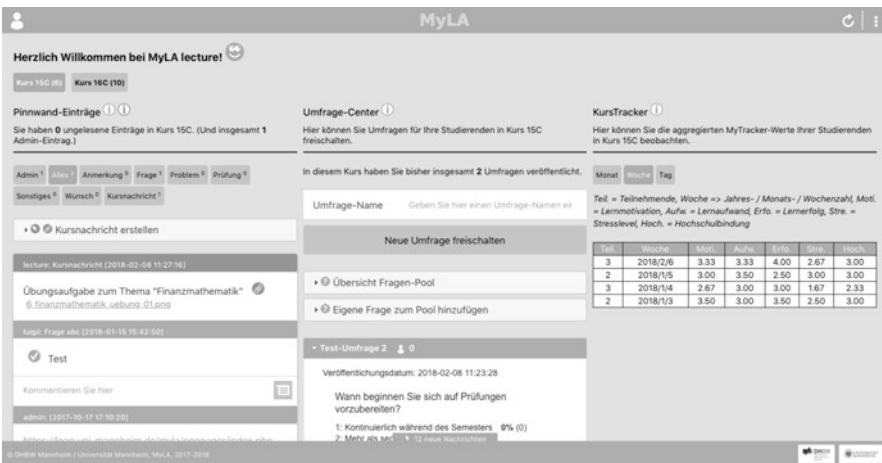 MyLA
Herzlich Willkommen bei MyLA lecture!
Kurs 15C (6) Kurs 16C (10)
Pinnwand-Einträge
Sie haben 0 ungelesene Einträge in Kurs 15C. (Und insgesamt 1
Admin-Eintrag.)
Admin 1 Alles 2 Anmerkung 0 Frage 1 Problem 0 Prüfung 0
Sonstiges 0 Wunsch 0 Kursnachricht 1
Kursnachricht erstellen
lecture: Kursnachricht [2018-02-08 11:27:16]
Übungsaufgabe zum Thema "Finanzmathematik"
6_finanzmathematik_uebung_01.png
luigi: Frage abc [2018-01-15 15:42:50]
Test
Kommentieren Sie hier
admin: [2017-10-17 17:10:20]
Umfrage-Center
Hier können Sie Umfragen für Ihre Studierenden in Kurs 15C
freischalten.
In diesem Kurs haben Sie bisher insgesamt 2 Umfragen veröffentlicht.
Umfrage-Name Geben Sie hier einen Umfrage-Namen ein
Neue Umfrage freischalten
Übersicht Fragen-Pool
Eigene Frage zum Pool hinzufügen
Test-Umfrage 2 0
Veröffentlichungsdatum: 2018-02-08 11:23:28
Wann beginnen Sie sich auf Prüfungen
vorzubereiten?
1: Kontinuierlich während des Semesters 0% (0)
2: Mehr als
12 neue Nachrichten
KursTracker
Hier können Sie die aggregierten MyTracker-Werte Ihrer Studierenden
in Kurs 15C beobachten.
Monat Woche Tag
Teil. = Teilnehmende, Woche => Jahres- / Monats- / Wochenzahl, Moti.
= Lernmotivation, Aufw. = Lernaufwand, Erfo. = Lernerfolg, Stre. =
Stresslevel, Hoch. = Hochschulbindung
Teil. Woche Moti. Aufw. Erfo. Stre. Hoch.
3 2018/2/6 3.33 3.33 4.00 2.67 3.00
2 2018/1/5 3.00 3.50 2.50 3.00 3.00
3 2018/1/4 2.67 3.00 3.00 1.67 2.33
2 2018/1/3 3.50 3.00 3.50 2.50 3.00
© DHBW Mannheim / Universität Mannheim, MyLA, 2017-2018